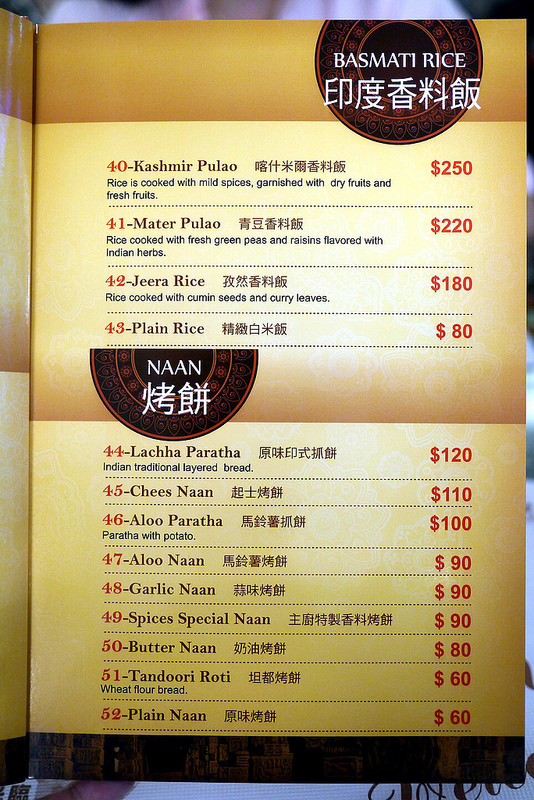 BASMATI RICE
印度香料飯
40-Kashmir Pulao 喀什米爾香料飯 $250
Rice is cooked with mild spices, garnished with dry fruits and
fresh fruits.
41-Mater Pulao 青豆香料飯 $220
Rice cooked with fresh green peas and raisins flavored with
Indian herbs.
42-Jeera Rice 孜然香料飯 $180
Rice cooked with cumin seeds and curry leaves.
43-Plain Rice 精緻白米飯 $ 80
NAAN
烤餅
44-Lachha Paratha 原味印式抓餅 $120
Indian traditional layered bread.
45-Chees Naan 起士烤餅 $110
46-Aloo Paratha 馬鈴薯抓餅 $100
Paratha with potato.
47-Aloo Naan 馬鈴薯烤餅 $ 90
48-Garlic Naan 蒜味烤餅 $ 90
49-Spices Special Naan 主廚特製香料烤餅 $ 90
50-Butter Naan 奶油烤餅 $ 80
51-Tandoori Roti 坦都烤餅 $ 60
Wheat flour bread.
52-Plain Naan 原味烤餅 $ 60